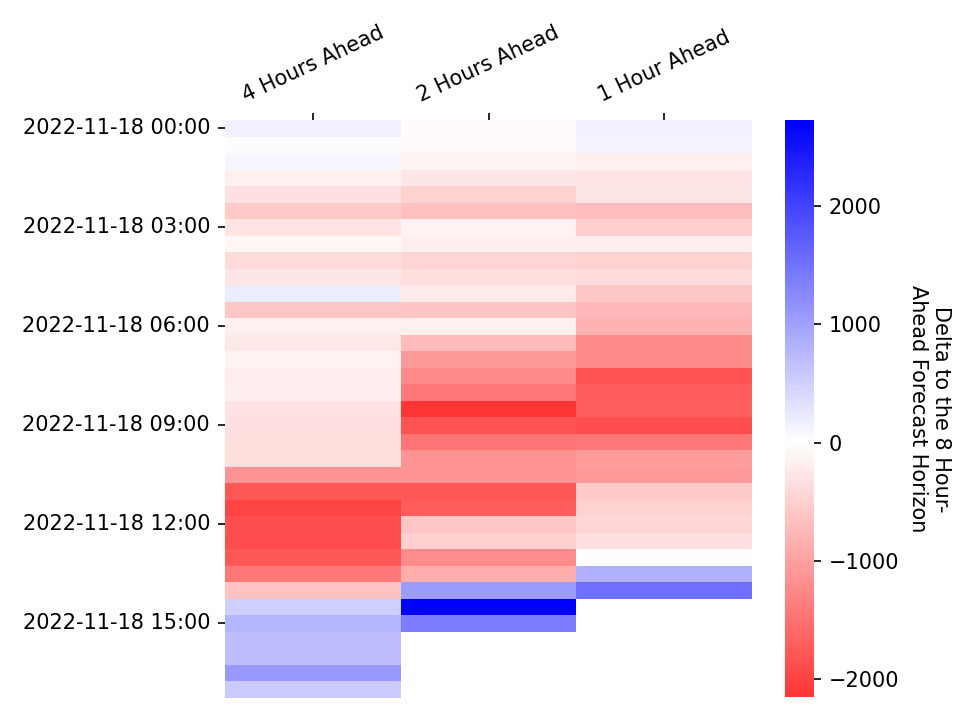 4 Hours Ahead
2 Hours Ahead
1 Hour Ahead
2022-11-18 00:00
2022-11-18 03:00
2022-11-18 06:00
2022-11-18 09:00
2022-11-18 12:00
2022-11-18 15:00
2000
1000
0
−1000
−2000
Delta to the 8 Hour-
Ahead Forecast Horizon